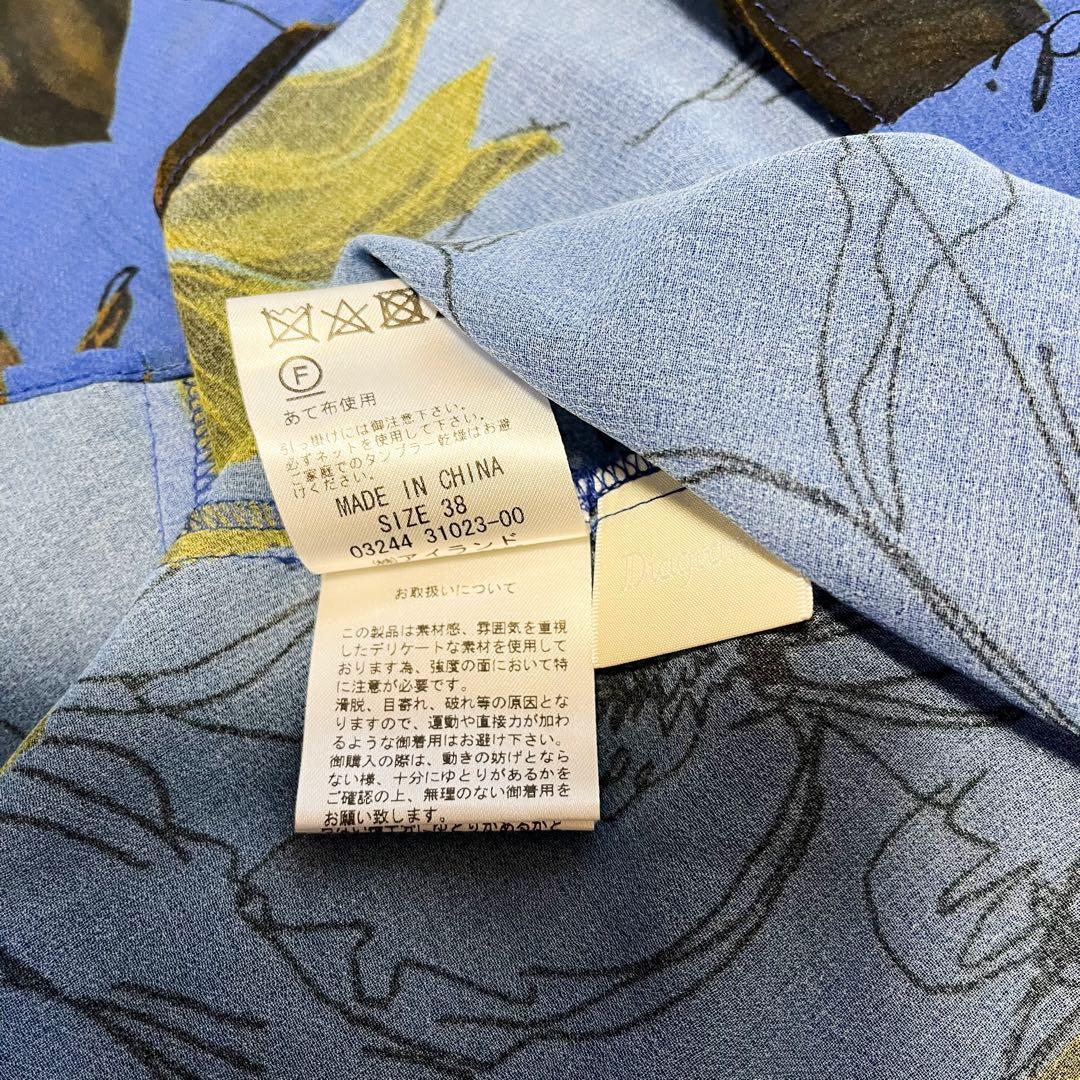 F
あて布使用
引っ掛けには御注意下さい。
必ずネットを使用して下さい。
ご家庭でのタンブラー乾燥はお避
けください。
MADE IN CHINA
SIZE 38
03244 31023-00
㈱アイランド
お取扱いについて
この製品は素材感、雰囲気を重視
したデリケートな素材を使用して
おります為、強度の面において特
に注意が必要です。
滑脱、目寄れ、破れ等の原因とな
りますので、運動や直接力が加わ
るような御着用はお避け下さい。
御購入の際は、動きの妨げとなら
ない様、十分にゆとりがあるかを
ご確認の上、無理のない御着用を
お願い致します。